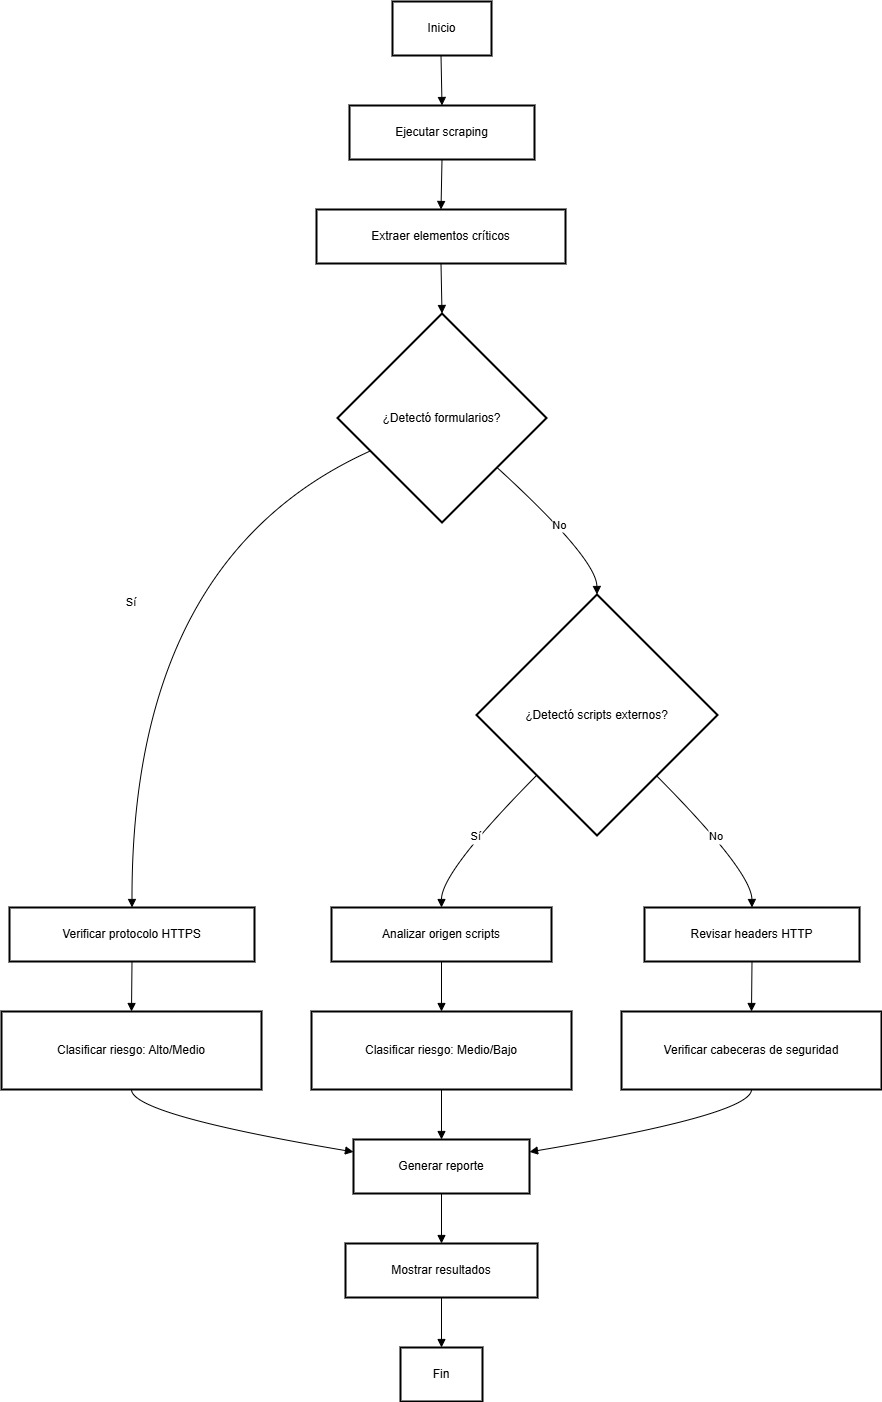 Inicio
Ejecutar scraping
Extraer elementos críticos
¿Detectó formularios?
No
Sí
¿Detectó scripts externos?
Sí
No
Verificar protocolo HTTPS
Analizar origen scripts
Revisar headers HTTP
Clasificar riesgo: Alto/Medio
Clasificar riesgo: Medio/Bajo
Verificar cabeceras de seguridad
Generar reporte
Mostrar resultados
Fin